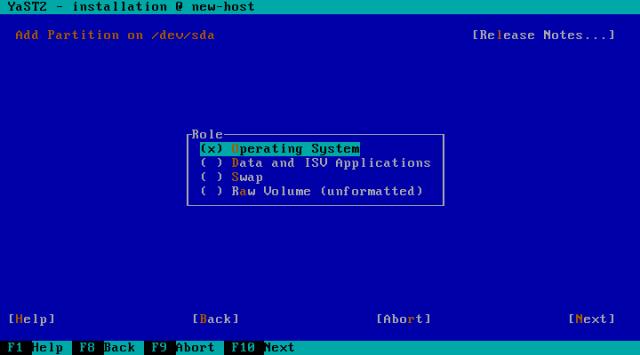 YaST2 - installation @ new-host
Add Partition on /dev/sda [Release Notes...]
Role
(x) Operating System
( ) Data and ISV Applications
( ) Swap
( ) Raw Volume (unformatted)
[Help] [Back] [Abort] [Next]
F1 Help F8 Back F9 Abort F10 Next